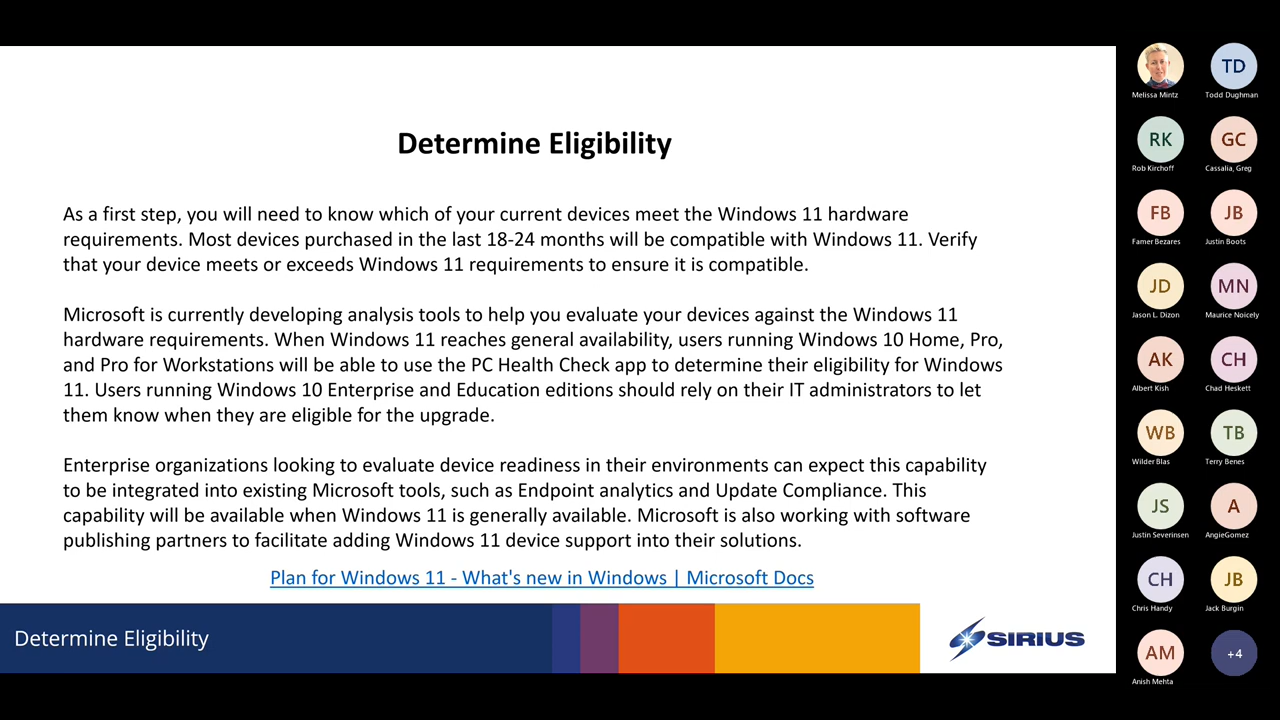 Determine Eligibility
As a first step, you will need to know which of your current devices meet the Windows 11 hardware
requirements. Most devices purchased in the last 18-24 months will be compatible with Windows 11. Verify
that your device meets or exceeds Windows 11 requirements to ensure it is compatible.
Microsoft is currently developing analysis tools to help you evaluate your devices against the Windows 11
hardware requirements. When Windows 11 reaches general availability, users running Windows 10 Home, Pro,
and Pro for Workstations will be able to use the PC Health Check app to determine their eligibility for Windows
11. Users running Windows 10 Enterprise and Education editions should rely on their IT administrators to let
them know when they are eligible for the upgrade.
Enterprise organizations looking to evaluate device readiness in their environments can expect this capability
to be integrated into existing Microsoft tools, such as Endpoint analytics and Update Compliance. This
capability will be available when Windows 11 is generally available. Microsoft is also working with software
publishing partners to facilitate adding Windows 11 device support into their solutions.
Plan for Windows 11 - What's new in Windows | Microsoft Docs
Determine Eligibility
SIRIUS
TD
Melissa Mintz
Todd Dughman
RK
GC
Rob Kirchoff
Cassalia, Greg
FB
JB
Famer Bezares
Justin Boots
JD
MN
Jason L. Dizon
Maurice Noicely
AK
CH
Albert Kish
Chad Heskett
WB
TB
Wilder Blas
Terry Benes
JS
A
Justin Severinsen
AngieGomez
CH
JB
Chris Handy
Jack Burgin
AM
+4
Anish Mehta